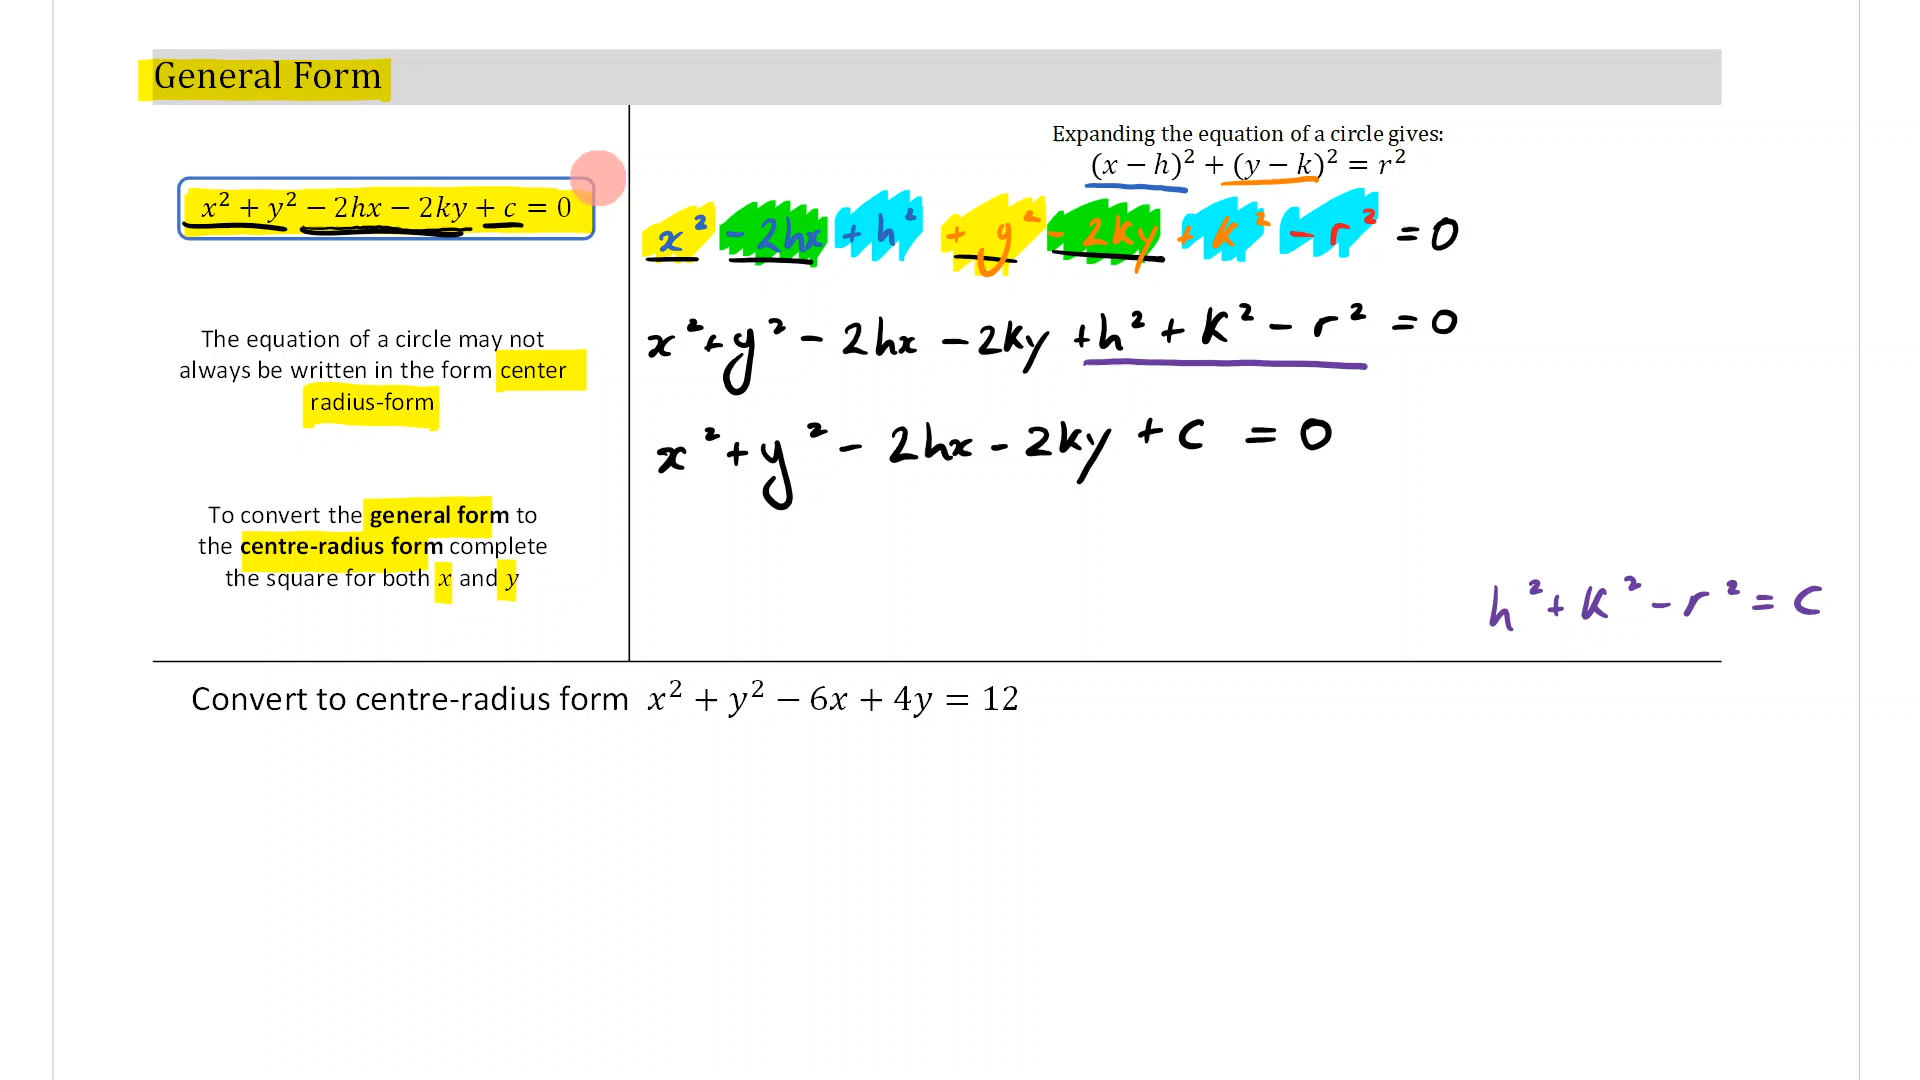 General Form
x² + y² − 2hx − 2ky + c = 0
The equation of a circle may not
always be written in the form center
radius-form
To convert the general form to
the centre-radius form complete
the square for both x and y
Expanding the equation of a circle gives:
(x − h)² + (y − k)² = r²
x² − 2hx + h² + y² − 2ky + k² − r² = 0
x² + y² − 2hx − 2ky + h² + k² − r² = 0
x² + y² − 2hx − 2ky + c = 0
h² + k² − r² = c
Convert to centre-radius form x² + y² − 6x + 4y = 12